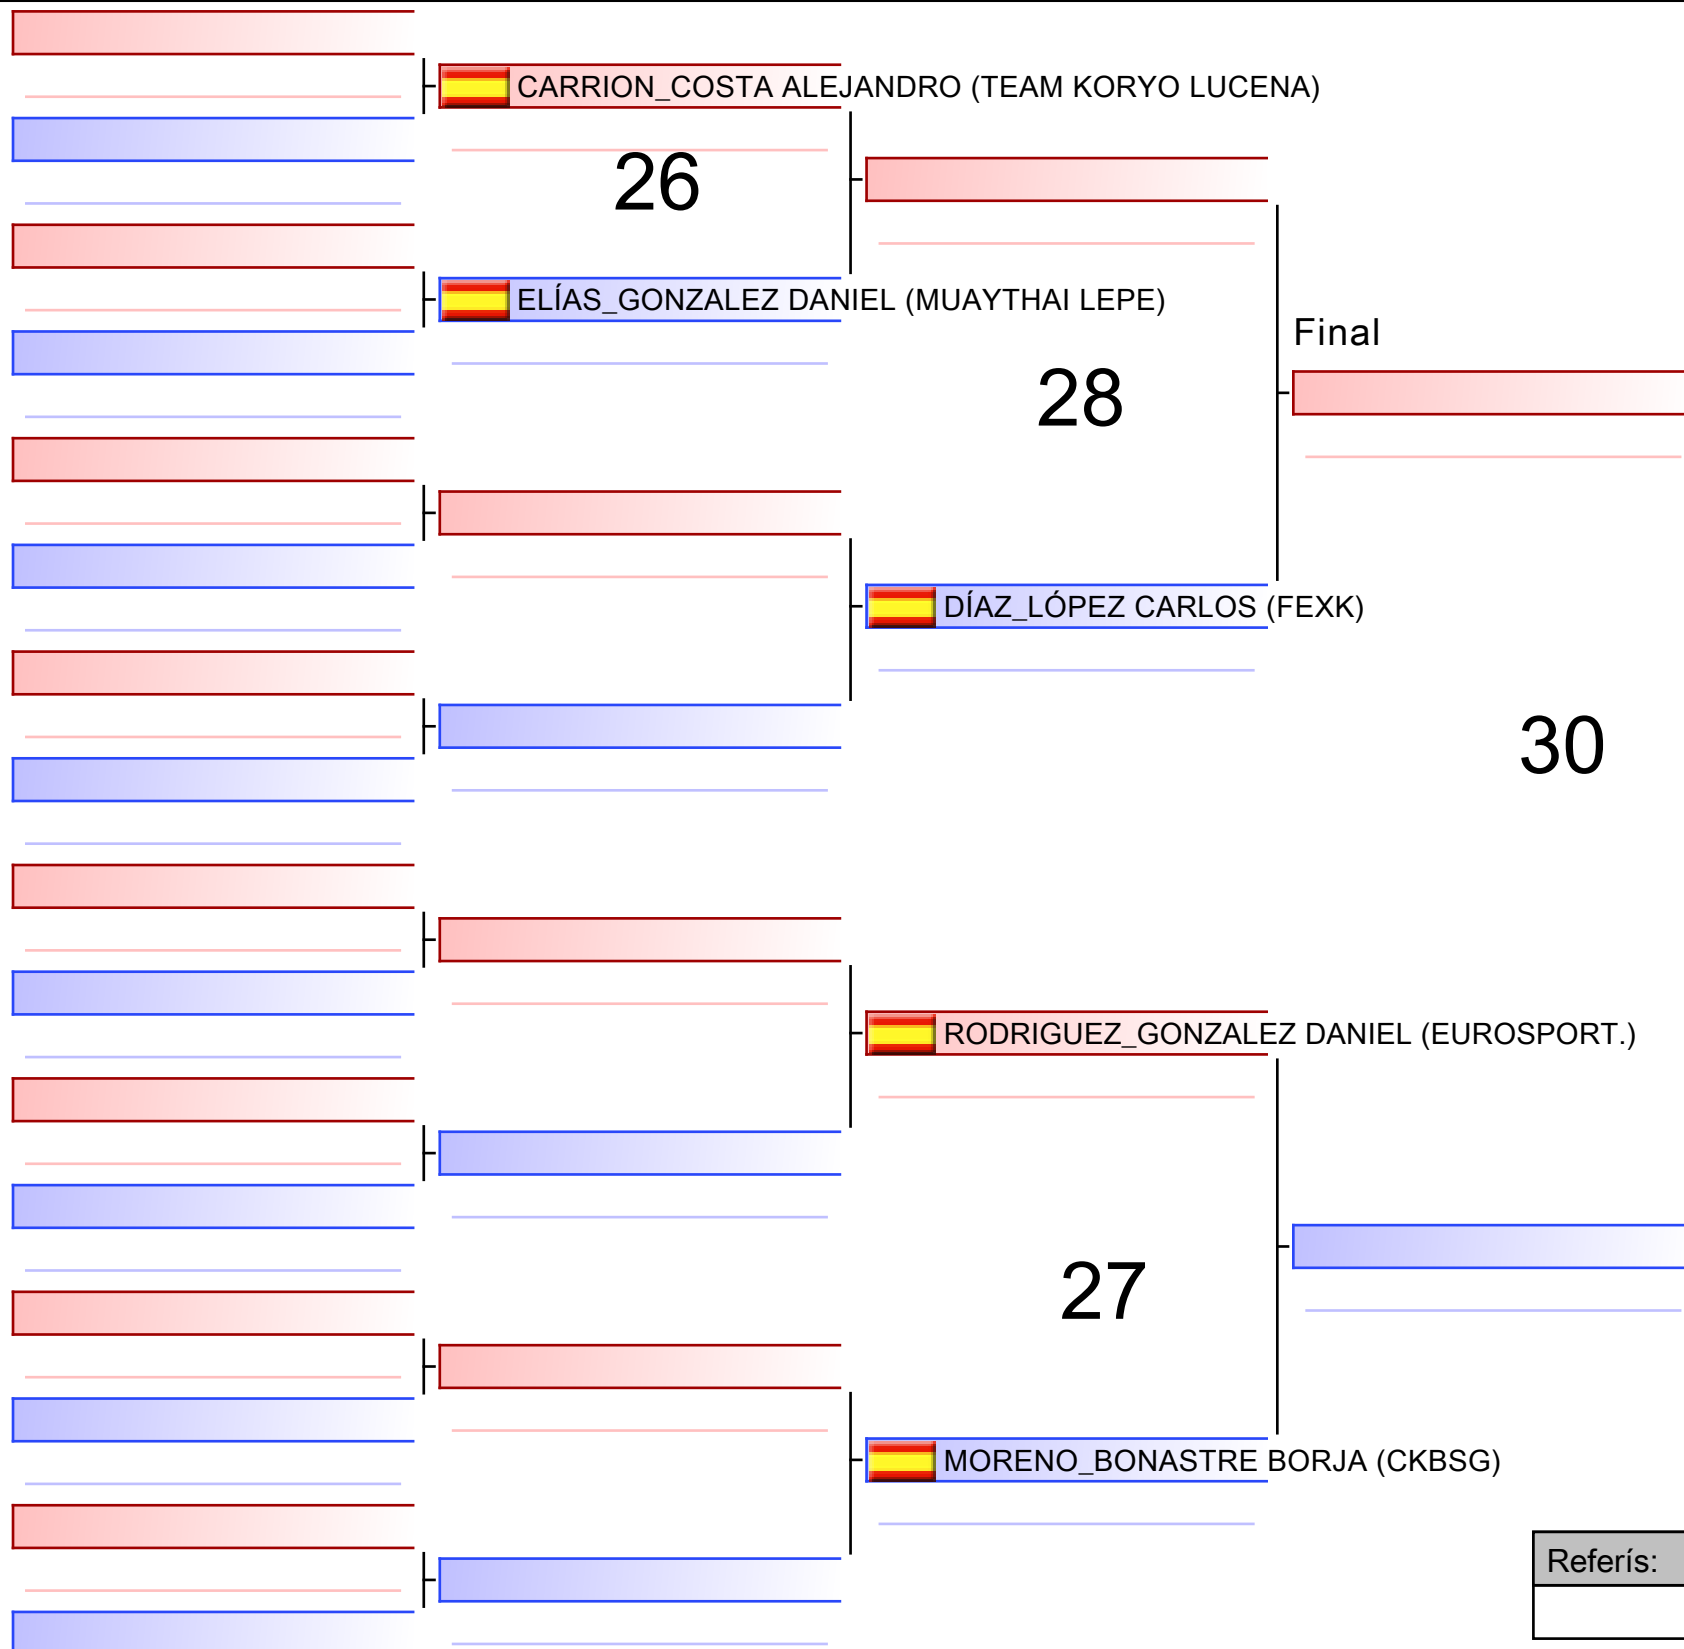 CARRION_COSTA ALEJANDRO (TEAM KORYO LUCENA)
26
ELÍAS_GONZALEZ DANIEL (MUAYTHAI LEPE)
Final
28
DÍAZ_LÓPEZ CARLOS (FEXK)
30
RODRIGUEZ_GONZALEZ DANIEL (EUROSPORT.)
27
MORENO_BONASTRE BORJA (CKBSG)
Referís: